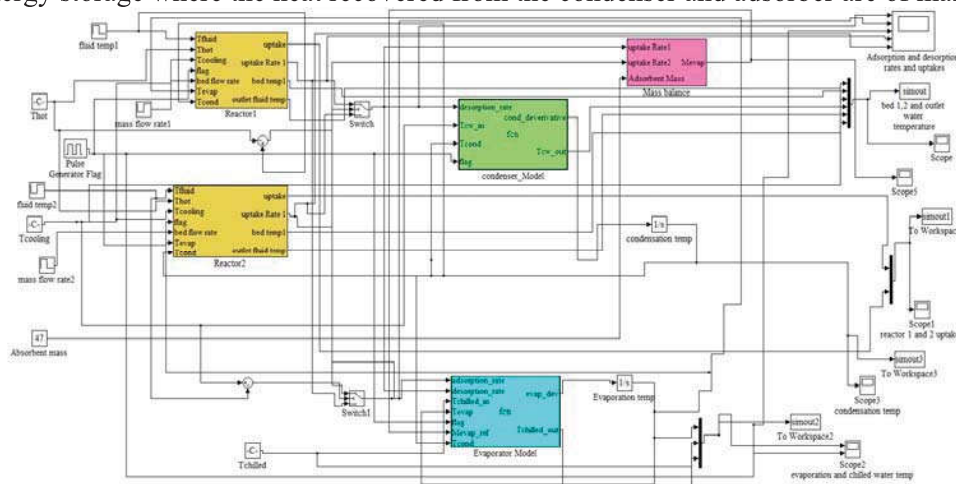 energy storage where the heat recovered from the condenser and adsorber are of ma
fluid temp1
-C-
Thot
mass flow rate1
Pulse
Generator Flag
fluid temp2
-C-
Tcooling
mass flow rate2
47
Absorbent mass
Tfluid
Thot
Tcooling
flag
bed flow rate
Tevap
Tcond
uptake
uptake Rate 1
bed temp1
outlet fluid temp
Reactor1
Tfluid
Thot
Tcooling
flag
bed flow rate
Tevap
Tcond
uptake
uptake Rate 1
bed temp1
outlet fluid temp
Reactor2
Switch
desorption_rate
Tcw_in
Tcond
flag
cond_deverivative
fcn
Tcw_out
condenser_Model
uptake Rate1
uptake Rate2
Adsorbent Mass
Mevap
Mass balance
Adsorption and desorption
rates and uptakes
simout
bed 1,2 and outlet
water
temperature
Scope
Scope5
simout1
To Workspace
1/s
condensation temp
Scope1
reactor 1 and 2 uptake
simout3
To Workspace3
Scope3
condensation temp
Switch1
-C-
Tchilled
adsorption_rate
desorption_rate
Tchilled_in
Tevap
flag
Mevap_ref
Tcond
evap_dev
fcn
Tchilled_out
Evaporator Model
1/s
Evaporation temp
simout2
To Workspace2
Scope2
evaporation and chilled water temp